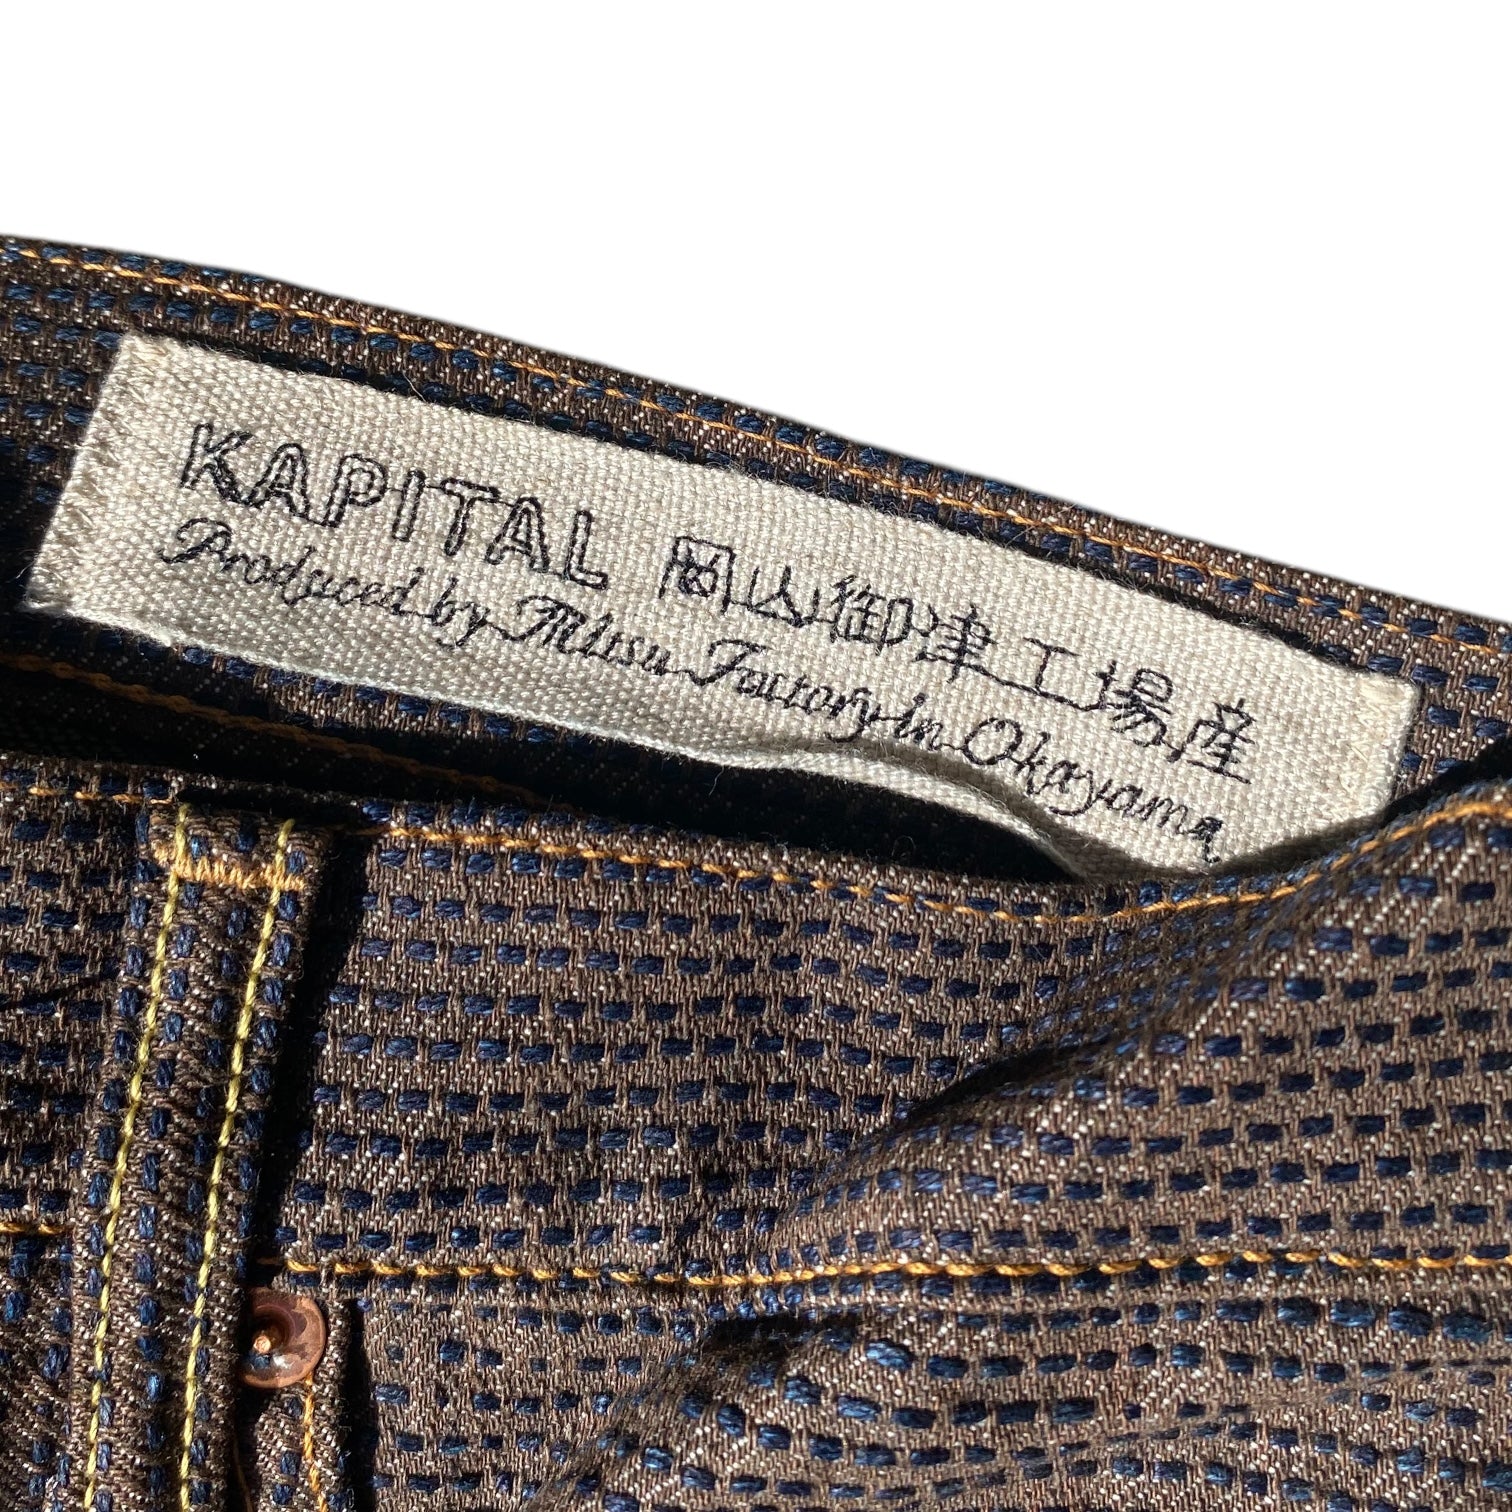 KAPITAL 岡山御津工場産
Produced by Mitsu Factory in Okayama